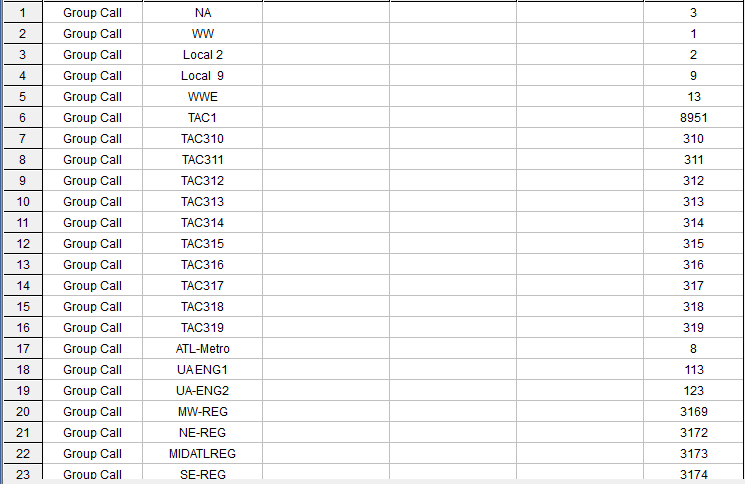 1 Group Call NA 3
2 Group Call WW 1
3 Group Call Local 2 2
4 Group Call Local 9 9
5 Group Call WWE 13
6 Group Call TAC1 8951
7 Group Call TAC310 310
8 Group Call TAC311 311
9 Group Call TAC312 312
10 Group Call TAC313 313
11 Group Call TAC314 314
12 Group Call TAC315 315
13 Group Call TAC316 316
14 Group Call TAC317 317
15 Group Call TAC318 318
16 Group Call TAC319 319
17 Group Call ATL-Metro 8
18 Group Call UA ENG1 113
19 Group Call UA-ENG2 123
20 Group Call MW-REG 3169
21 Group Call NE-REG 3172
22 Group Call MIDATLREG 3173
23 Group Call SE-REG 3174